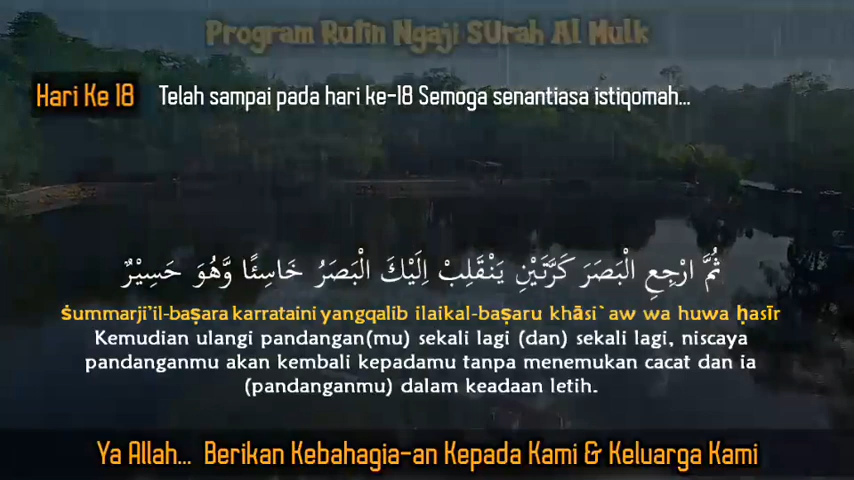 Program Rutin Ngaji SUrah Al Mulk
Hari Ke 18
Telah sampai pada hari ke-18 Semoga senantiasa istiqomah...
ثُمَّ ارْجِعِ الْبَصَرَ كَرَّتَيْنِ يَنْقَلِبْ اِلَيْكَ الْبَصَرُ خَاسِئًا وَّهُوَ حَسِيْرٌ
ṡummarji'il-baṣara karrataini yangqalib ilaikal-baṣaru khāsi`aw wa huwa ḥasīr
Kemudian ulangi pandangan(mu) sekali lagi (dan) sekali lagi, niscaya
pandanganmu akan kembali kepadamu tanpa menemukan cacat dan ia
(pandanganmu) dalam keadaan letih.
Ya Allah... Berikan Kebahagia-an Kepada Kami & Keluarga Kami